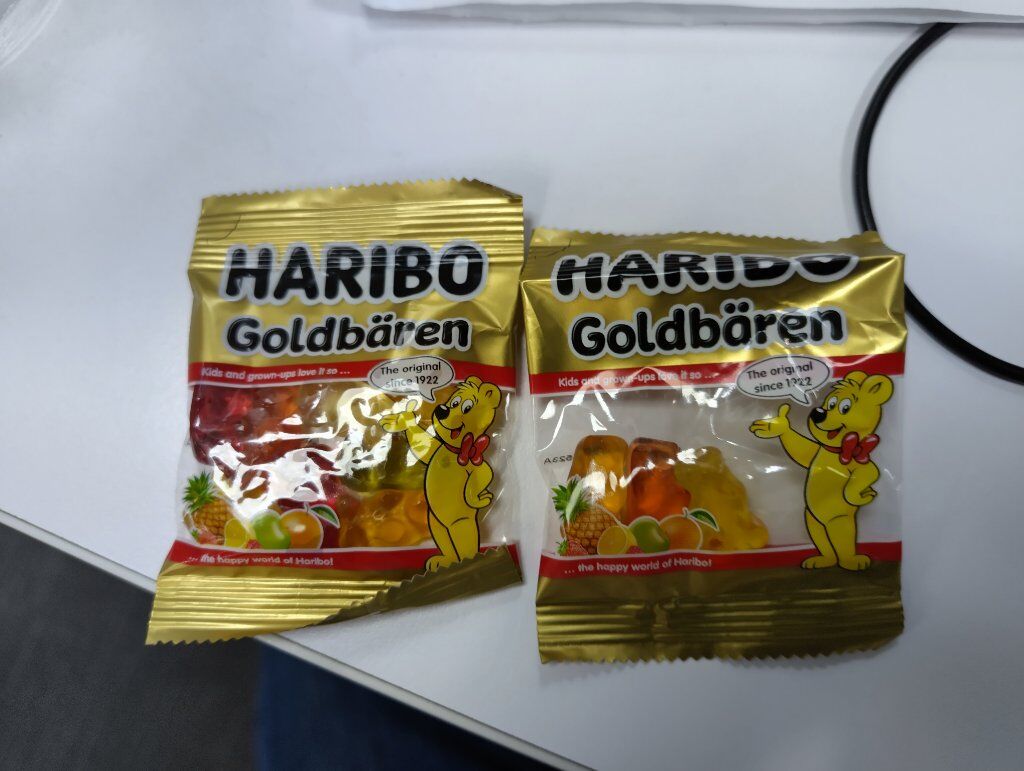 HARIBO
Goldbären
Kids and grown-ups love it so ...
The original
since 1922
... the happy world of Haribo!
HARIBO
Goldbären
Kids and grown-ups love it so ...
The original
since 1922
... the happy world of Haribo!